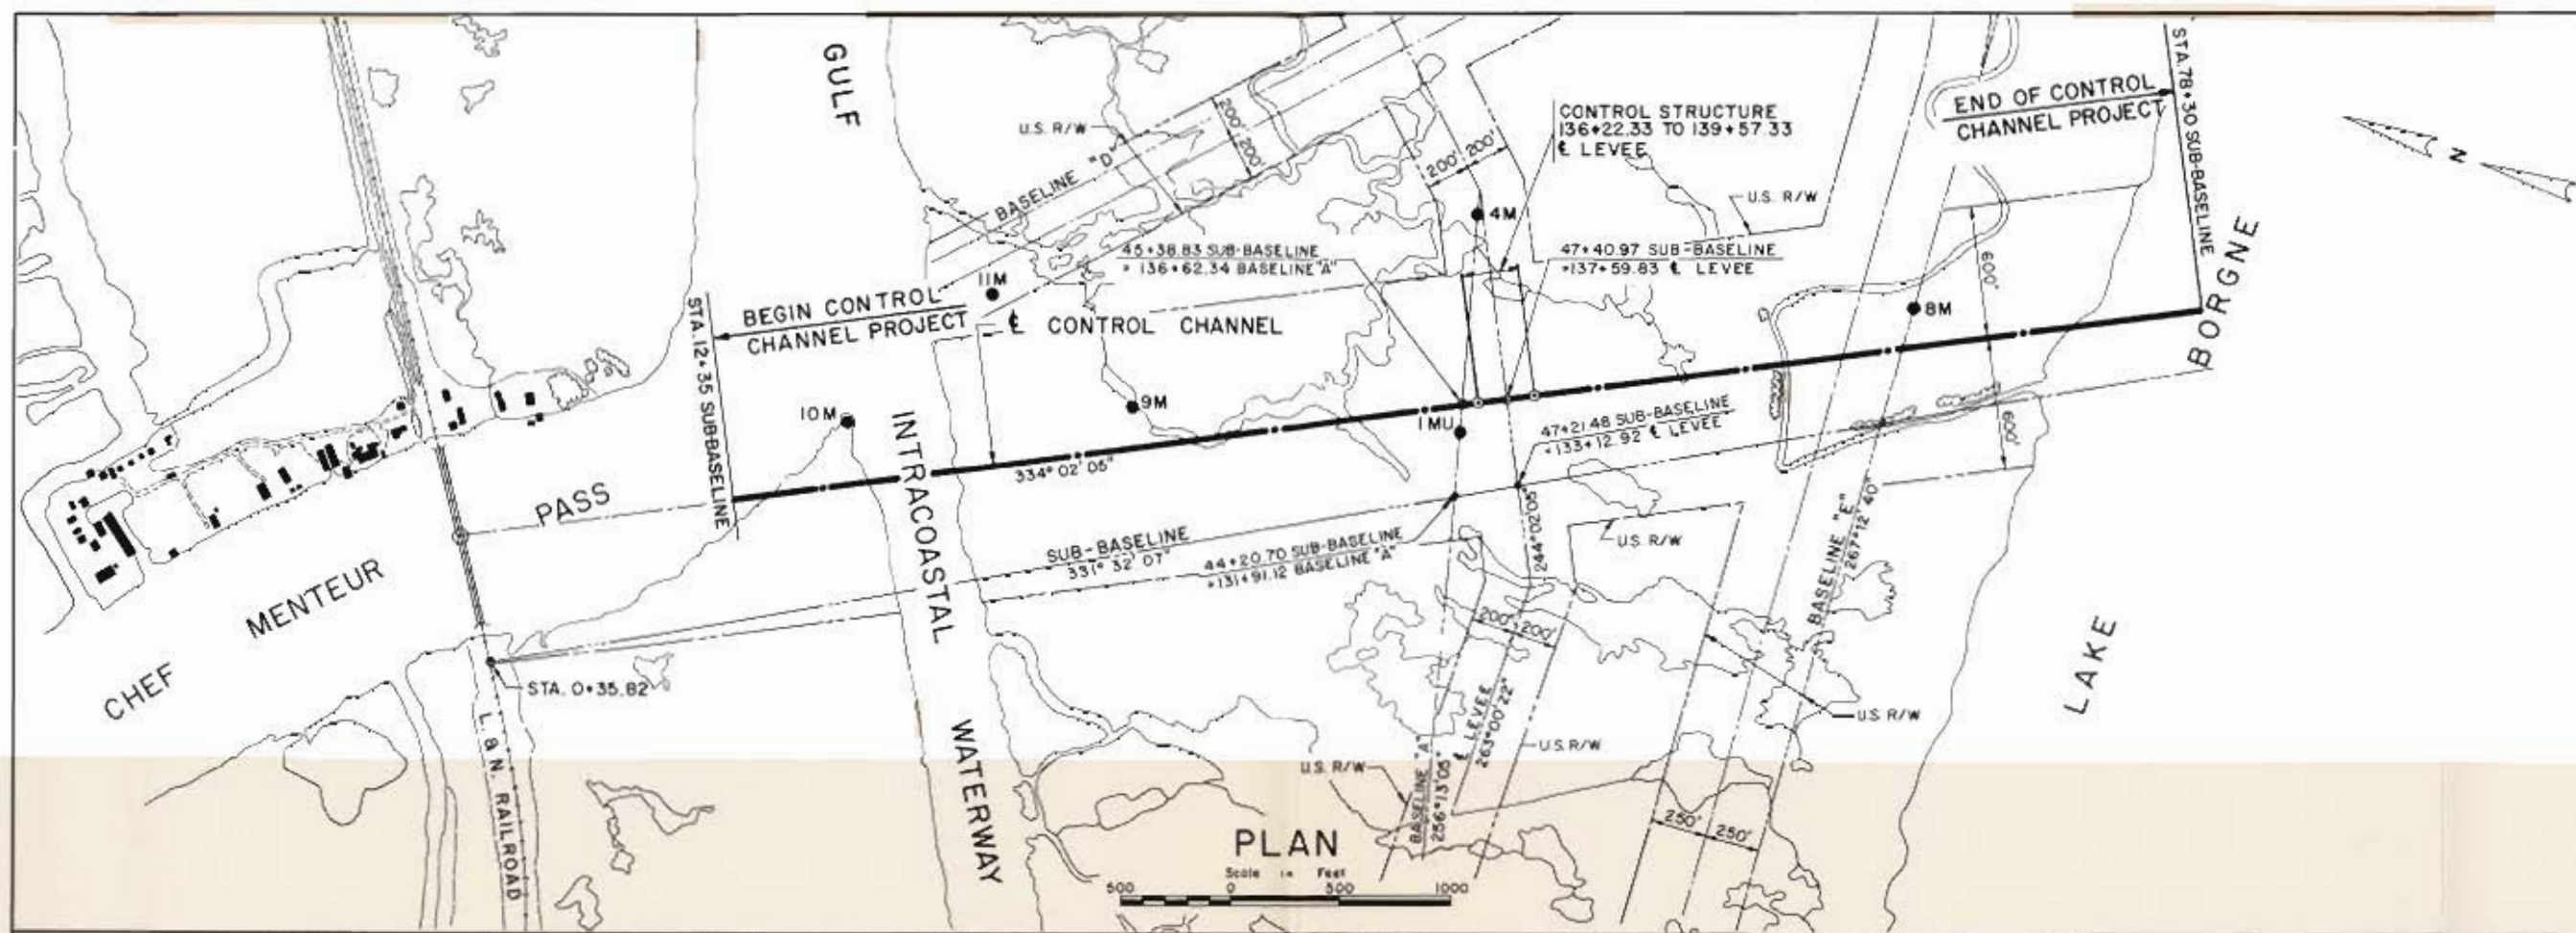 GULF
U.S. R/W
200' 200'
BASELINE "D"
CONTROL STRUCTURE
136+22.33 TO 139+57.33
℄ LEVEE
200' 200'
U.S. R/W
END OF CONTROL
CHANNEL PROJECT
STA. 78+30 SUB-BASELINE
N
4M
45+38.83 SUB-BASELINE
= 136+62.34 BASELINE "A"
47+40.97 SUB-BASELINE
=137+59.83 ℄ LEVEE
600'
BORGNE
11M
8M
STA. 12+35 SUB-BASELINE
BEGIN CONTROL
CHANNEL PROJECT
℄ CONTROL CHANNEL
10M
9M
1MU
INTRACOASTAL
334° 02' 05"
47+21.48 SUB-BASELINE
=133+12.92 ℄ LEVEE
600'
PASS
SUB-BASELINE
331° 32' 07"
44+20.70 SUB-BASELINE
=131+91.12 BASELINE "A"
244°02'05"
U.S. R/W
BASELINE "E"
267°12'40"
MENTEUR
CHEF
STA. 0+35.82
200' 200'
LAKE
L. & N. RAILROAD
WATERWAY
℄ LEVEE
263°00'22"
U.S. R/W
U.S. R/W
U.S. R/W
BASELINE "A"
256°13'05"
250' 250'
PLAN
Scale in Feet
500 0 500 1000